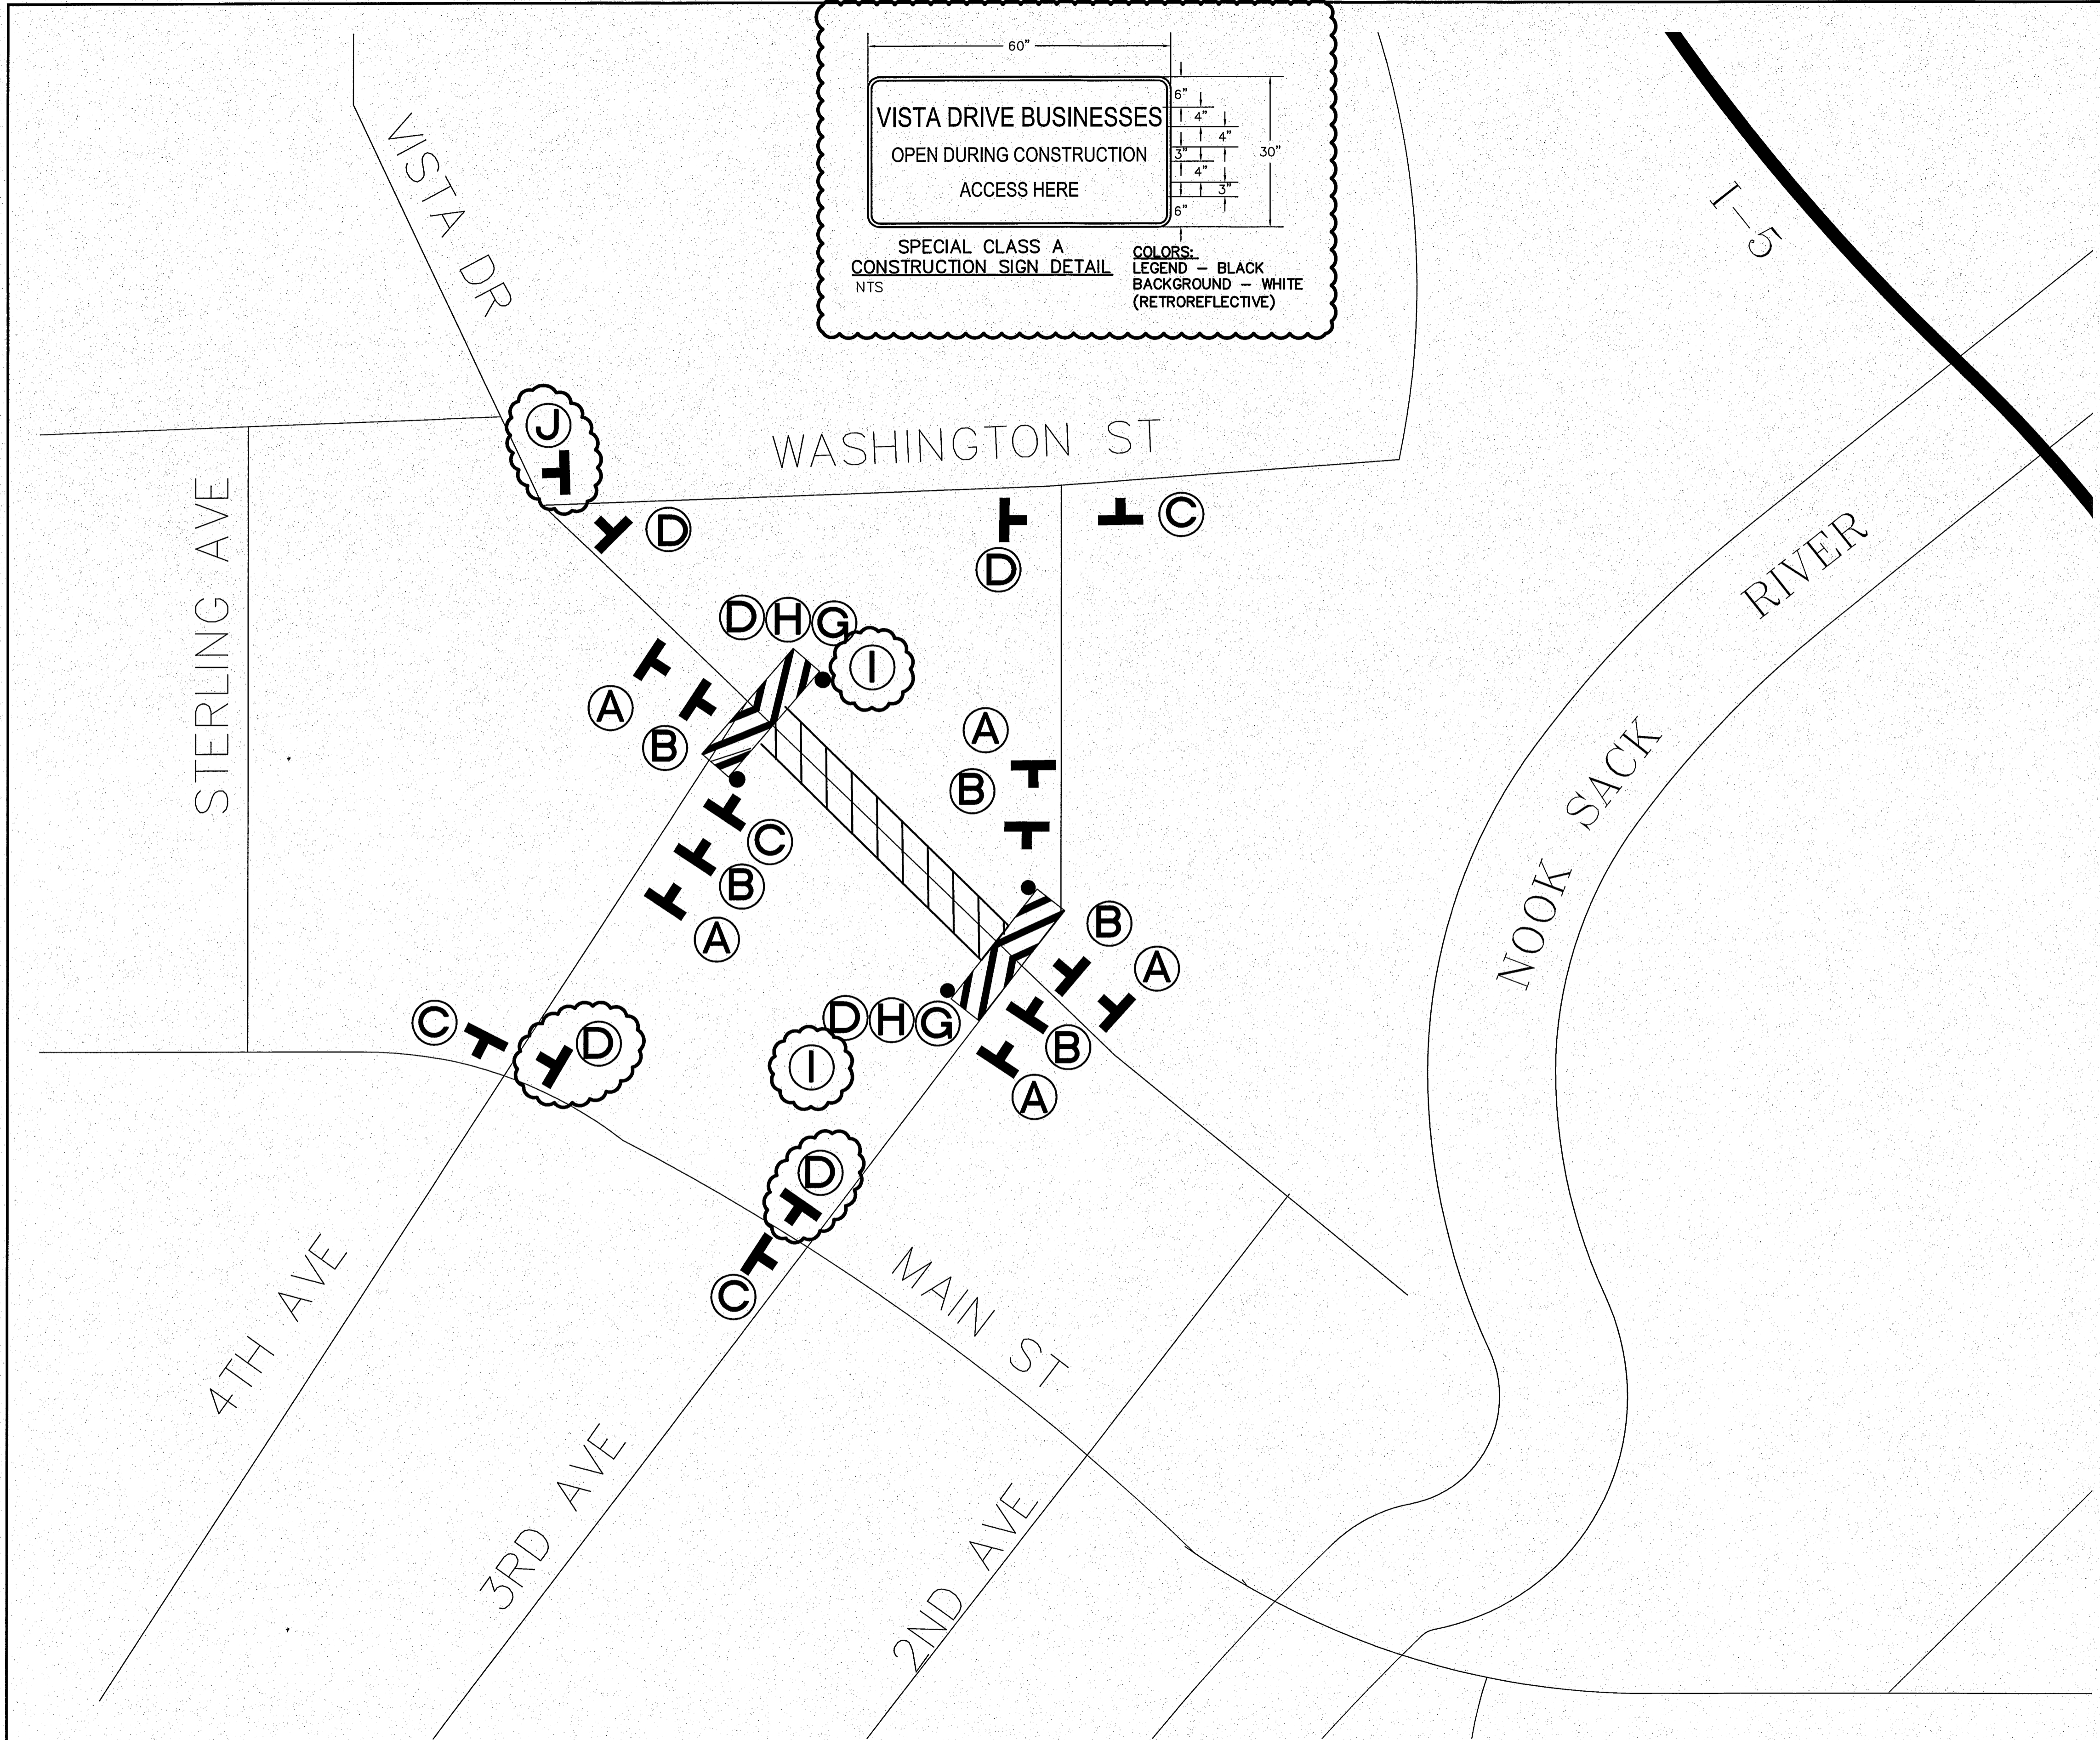 60"
VISTA DRIVE BUSINESSES
OPEN DURING CONSTRUCTION
ACCESS HERE
6"
4"
4"
3"
4"
3"
6"
30"
SPECIAL CLASS A
CONSTRUCTION SIGN DETAIL
NTS
COLORS:
LEGEND – BLACK
BACKGROUND – WHITE
(RETROREFLECTIVE)
VISTA DR
I-5
J
WASHINGTON ST
STERLING AVE
D
D
C
RIVER
D H G
I
A
B
A
B
NOOK SACK
C
B
A
B
A
C
D
D H G
I
B
A
D
C
4TH AVE
MAIN ST
3RD AVE
2ND AVE